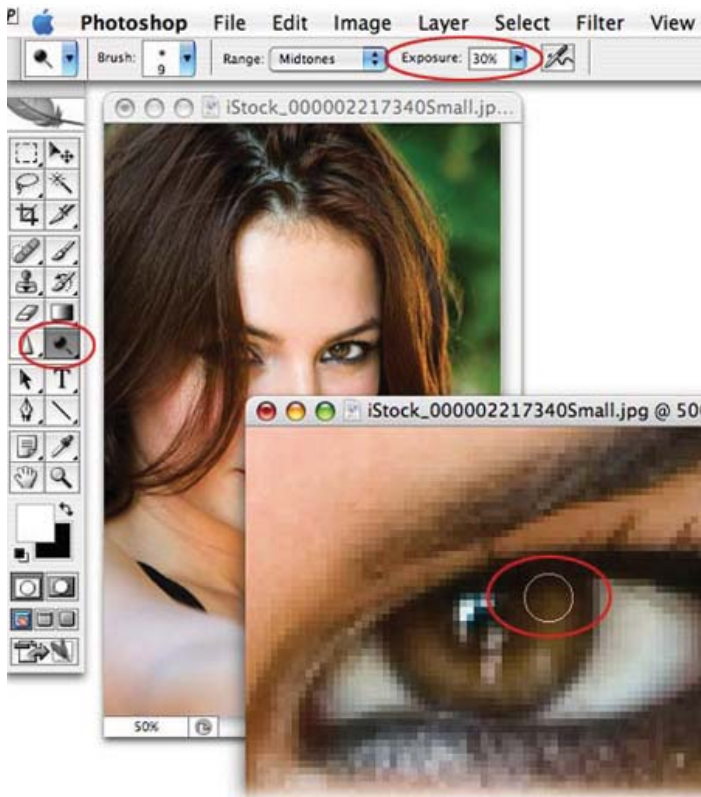 Photoshop File Edit Image Layer Select Filter View
Brush: 9 Range: Midtones Exposure: 30%
iStock_000002217340Small.jp...
T
iStock_000002217340Small.jpg @ 50
50%